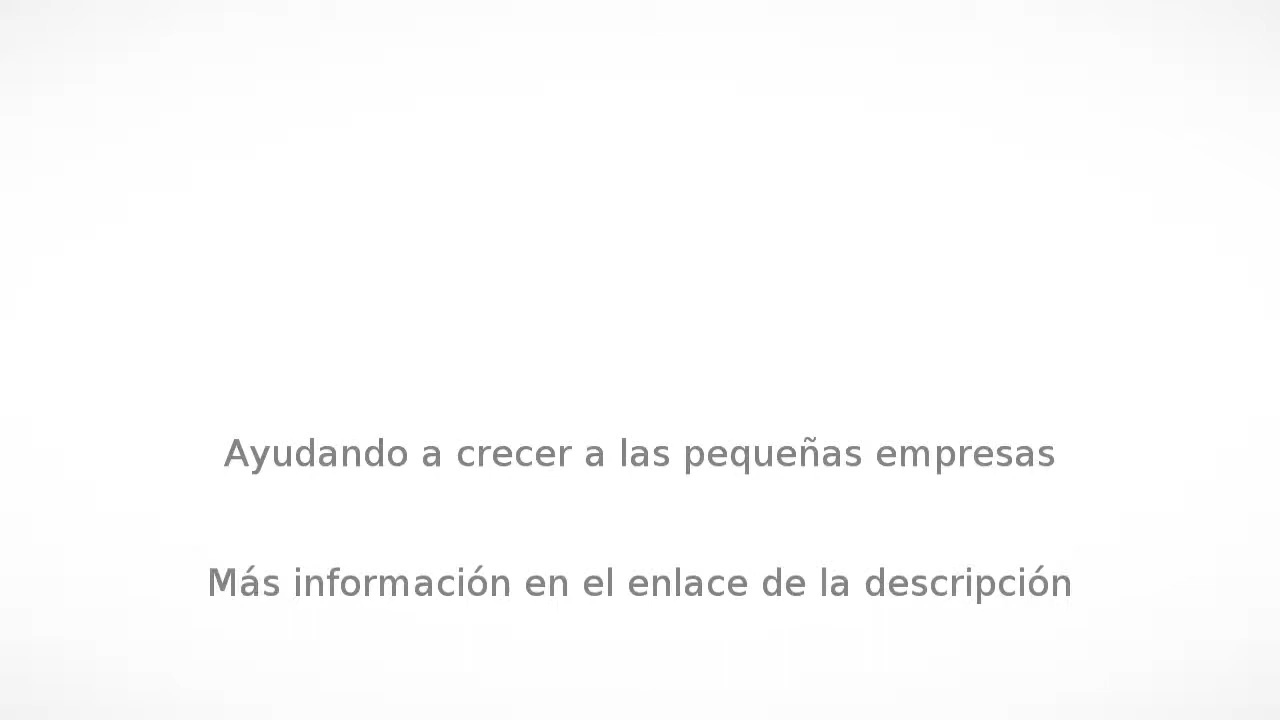 Ayudando a crecer a las pequeñas empresas
Más información en el enlace de la descripción